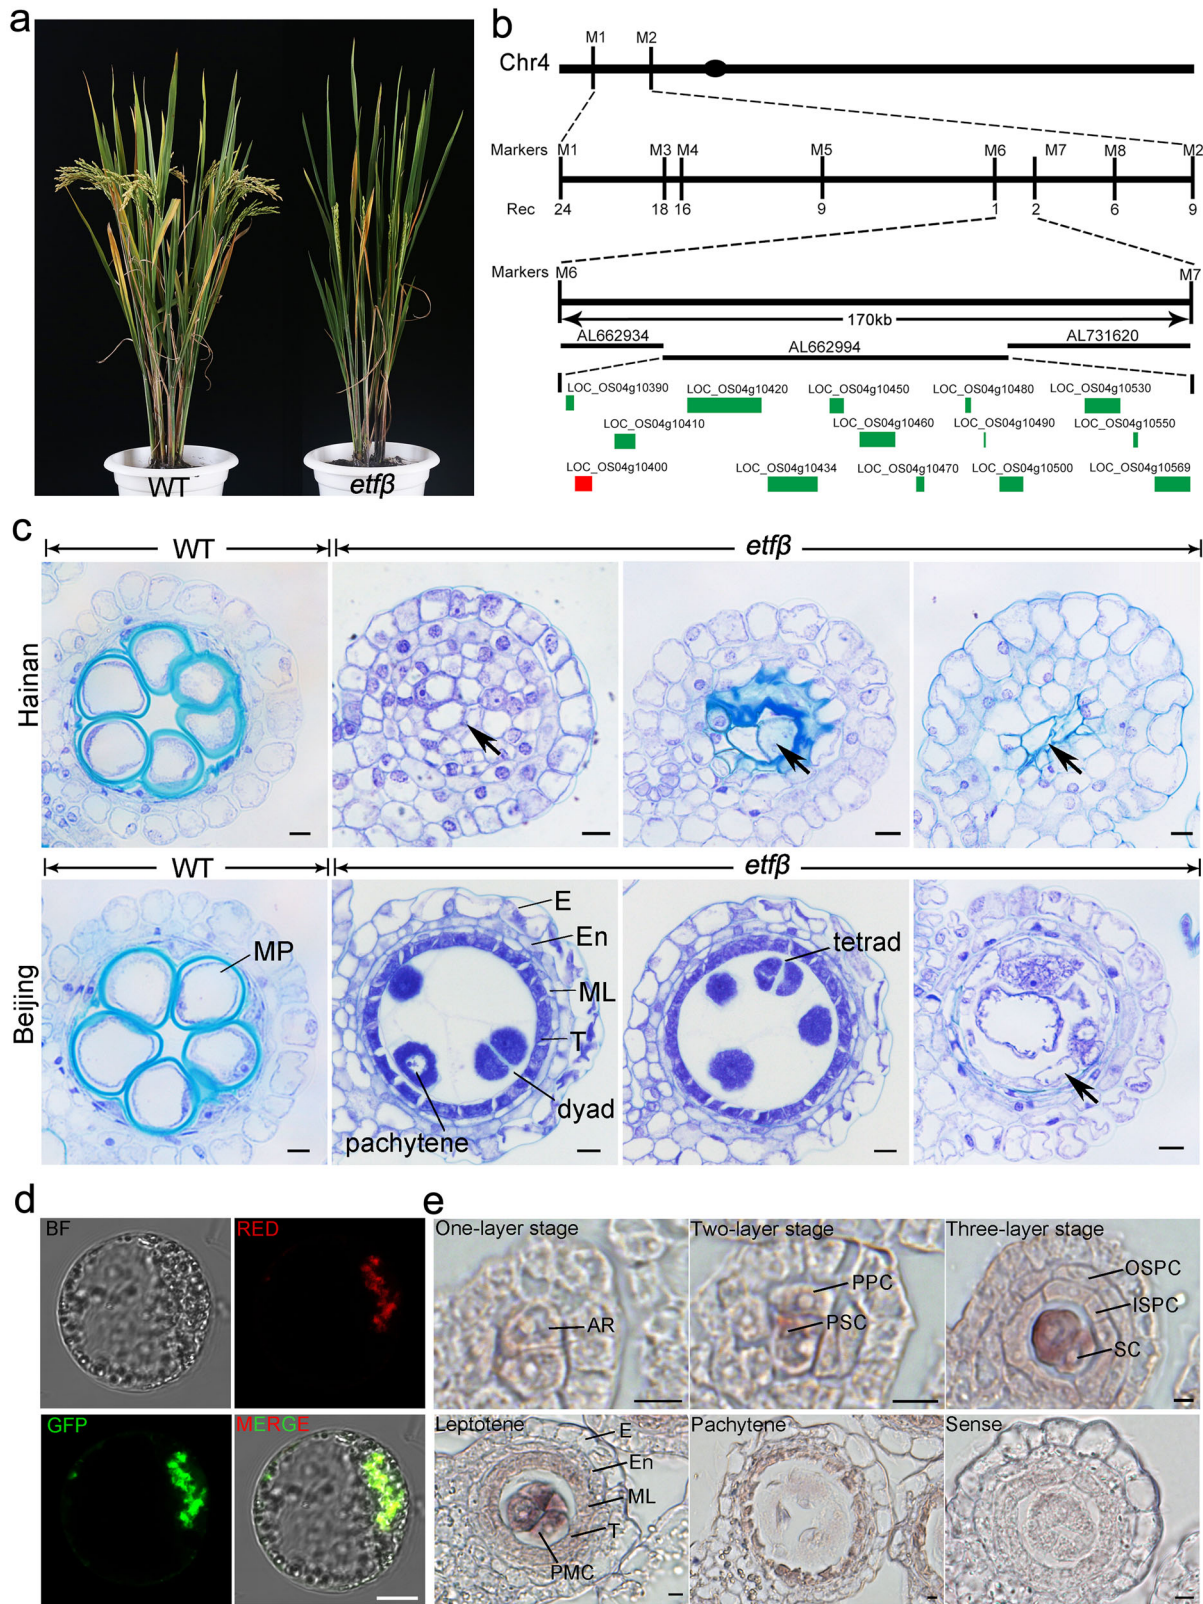 a
WT
etfβ
b
M1 M2
Chr4
Markers M1 M3 M4 M5 M6 M7 M8 M2
Rec 24 18 16 9 1 2 6 9
Markers M6 M7
170kb
AL662934 AL662994 AL731620
LOC_OS04g10390 LOC_OS04g10420 LOC_OS04g10450 LOC_OS04g10480 LOC_OS04g10530
LOC_OS04g10410 LOC_OS04g10460 LOC_OS04g10490 LOC_OS04g10550
LOC_OS04g10400 LOC_OS04g10434 LOC_OS04g10470 LOC_OS04g10500 LOC_OS04g10569
c
WT etfβ
Hainan
WT etfβ
Beijing
MP
E
En
ML
T
dyad
pachytene
tetrad
d
BF
RED
GFP
MERGE
e
One-layer stage
AR
Two-layer stage
PPC
PSC
Three-layer stage
OSPC
ISPC
SC
Leptotene
E
En
ML
T
PMC
Pachytene
Sense